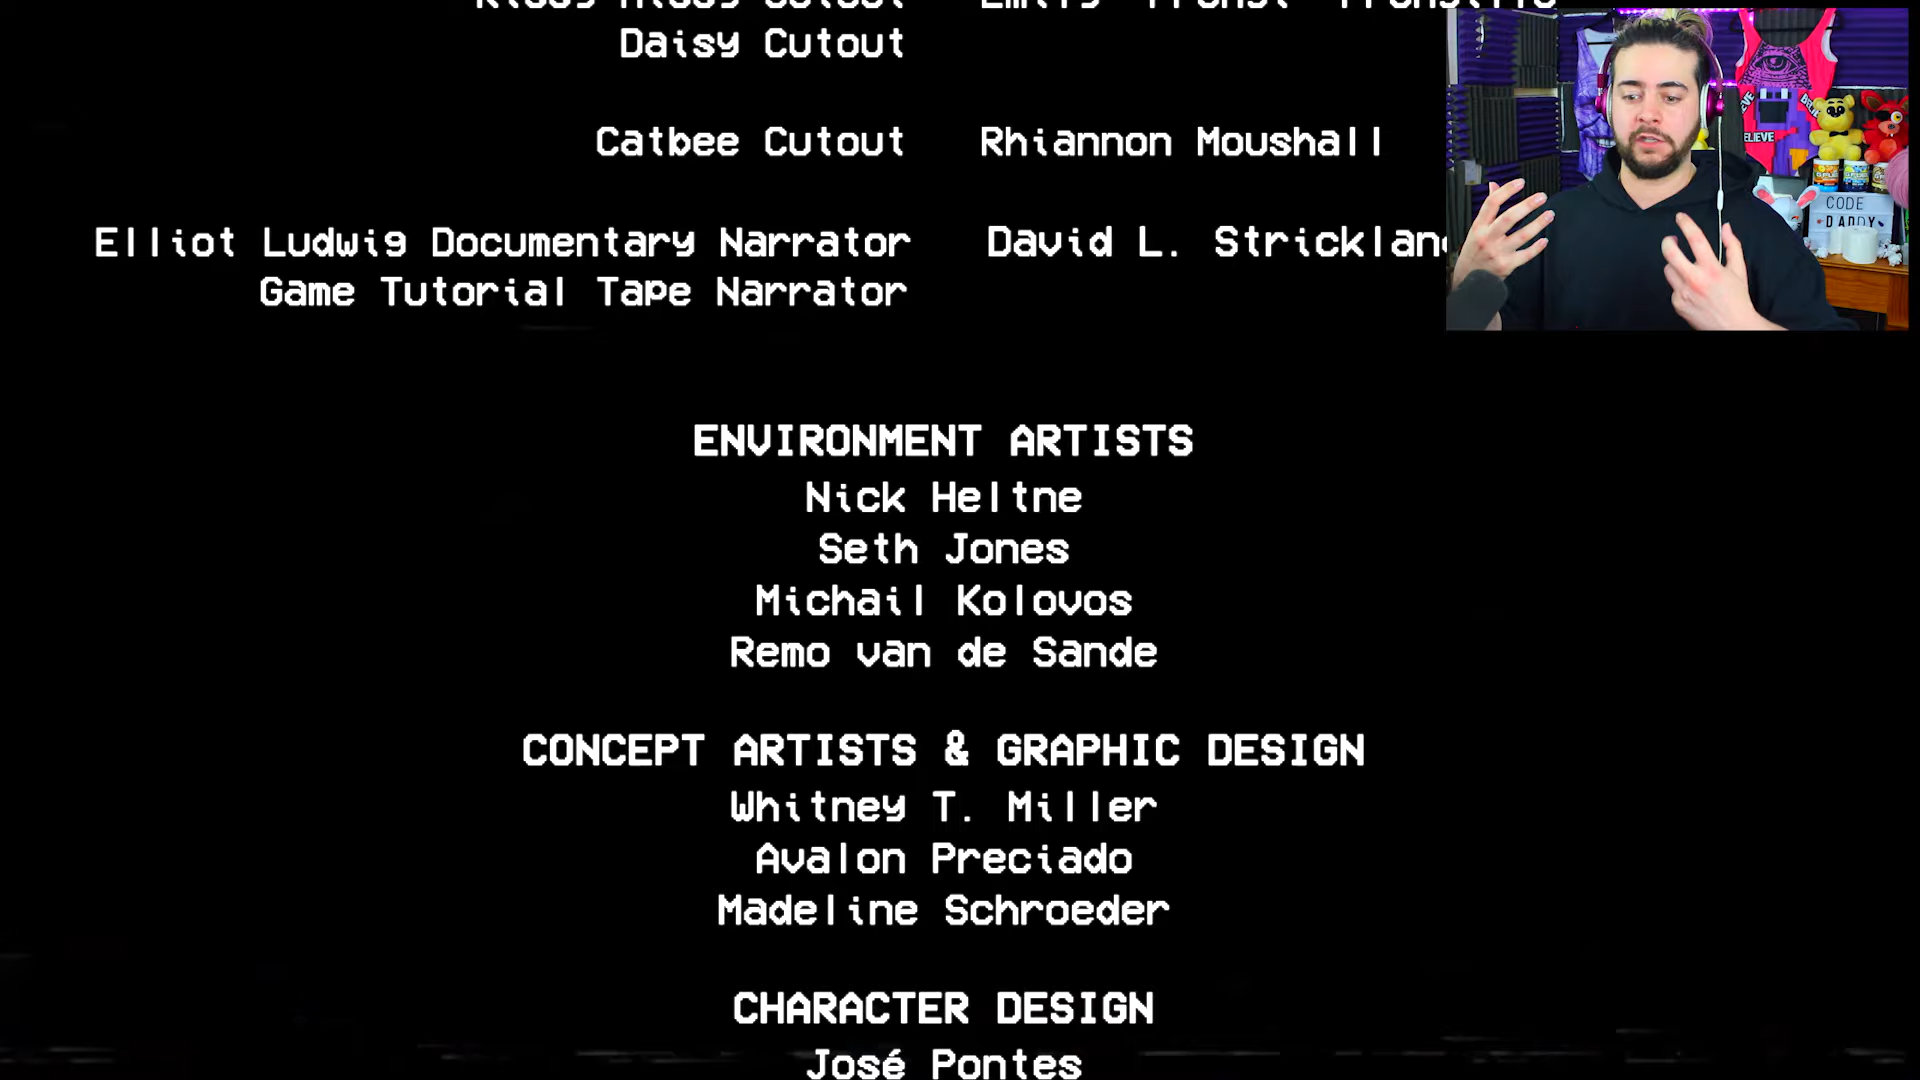 Daisy Cutout
Catbee Cutout Rhiannon Moushall
Elliot Ludwig Documentary Narrator David L.
Game Tutorial Tape Narrator
ENVIRONMENT ARTISTS
Nick Heltne
Seth Jones
Michail Kolovos
Remo van de Sande
CONCEPT ARTISTS & GRAPHIC DESIGN
Whitney T. Miller
Avalon Preciado
Madeline Schroeder
CHARACTER DESIGN
José Pontes
CODE
DADDY